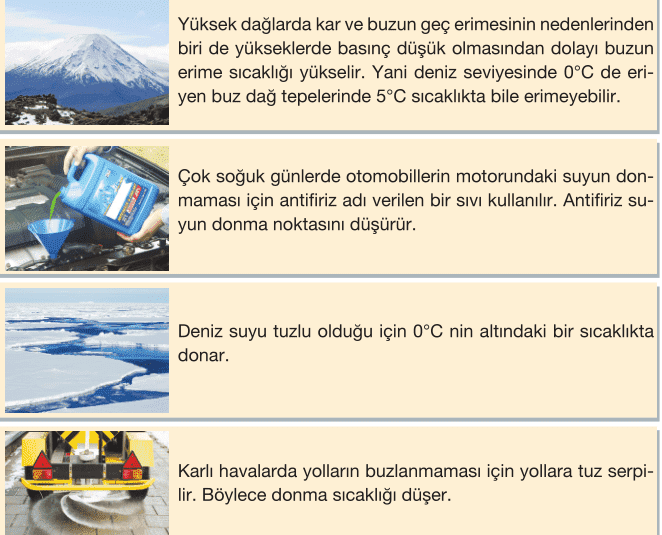 Yüksek dağlarda kar ve buzun geç erimesinin nedenlerinden
biri de yükseklerde basınç düşük olmasından dolayı buzun
erime sıcaklığı yükselir. Yani deniz seviyesinde 0°C de eri-
yen buz dağ tepelerinde 5°C sıcaklıkta bile erimeyebilir.
Çok soğuk günlerde otomobillerin motorundaki suyun don-
maması için antifiriz adı verilen bir sıvı kullanılır. Antifiriz su-
yun donma noktasını düşürür.
Deniz suyu tuzlu olduğu için 0°C nin altındaki bir sıcaklıkta
donar.
Karlı havalarda yolların buzlanmaması için yollara tuz serpi-
lir. Böylece donma sıcaklığı düşer.